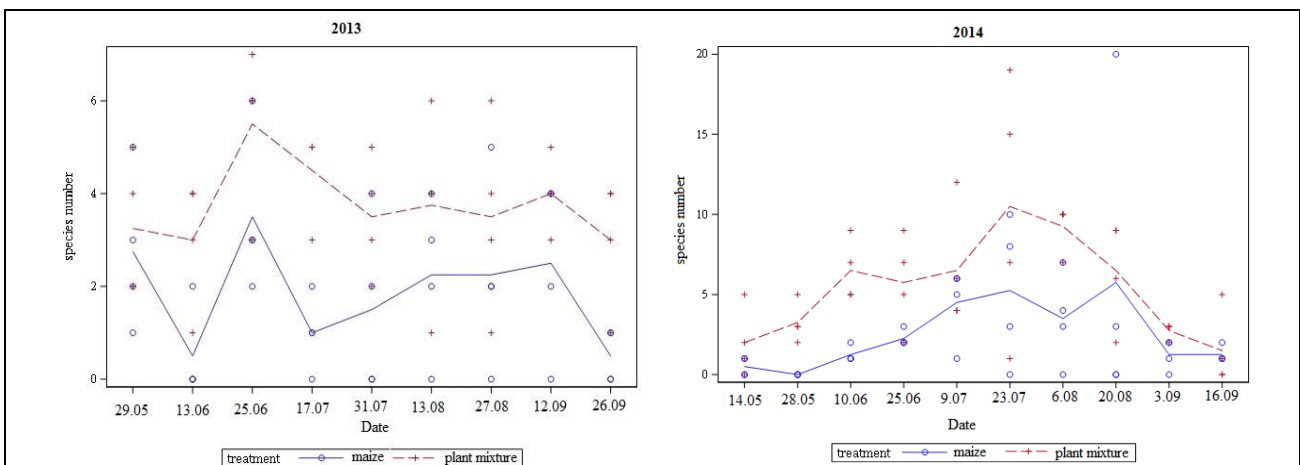 2013
species number
6
4
2
0
29.05 13.06 25.06 17.07 31.07 13.08 27.08 12.09 26.09
Date
treatment maize plant mixture
2014
species number
20
15
10
5
0
14.05 28.05 10.06 25.06 9.07 23.07 6.08 20.08 3.09 16.09
Date
treatment maize plant mixture